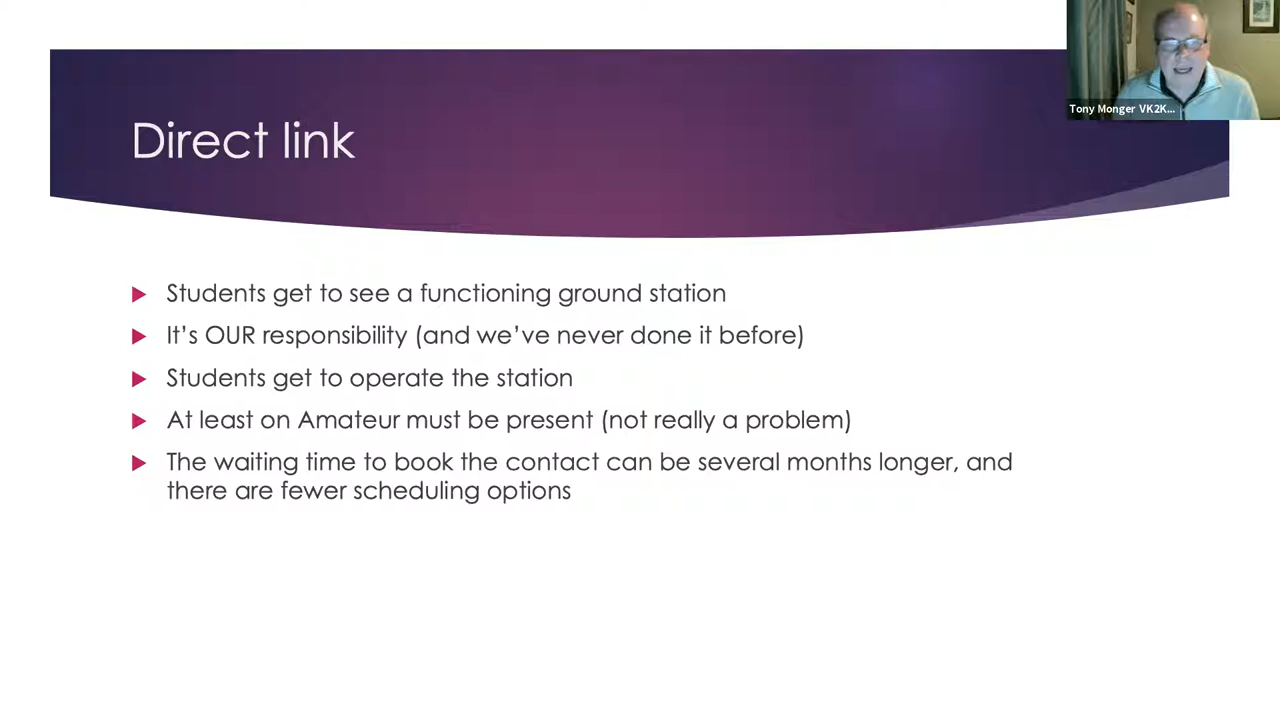 Direct link
Tony Monger VK2K...
Students get to see a functioning ground station
It's OUR responsibility (and we've never done it before)
Students get to operate the station
At least on Amateur must be present (not really a problem)
The waiting time to book the contact can be several months longer, and
there are fewer scheduling options